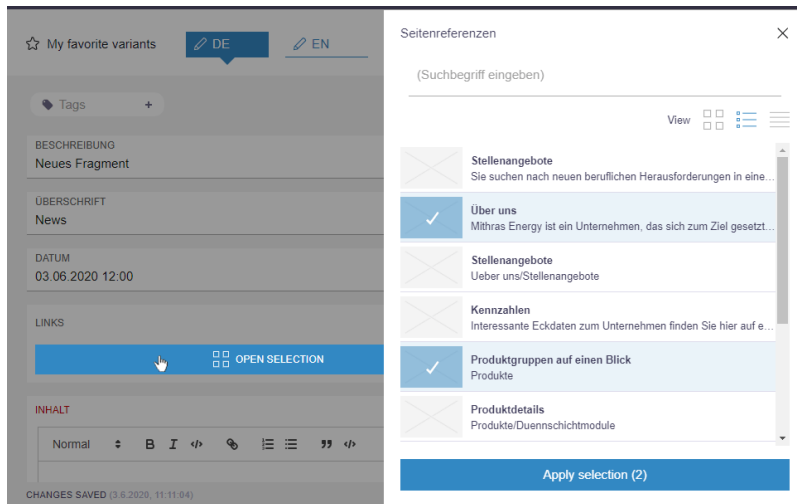 My favorite variants
DE
EN
Tags
+
BESCHREIBUNG
Neues Fragment
ÜBERSCHRIFT
News
DATUM
03.06.2020 12:00
LINKS
OPEN SELECTION
INHALT
Normal
B I
CHANGES SAVED (3.6.2020, 11:11:04)
Seitenreferenzen
(Suchbegriff eingeben)
View
Stellenangebote
Sie suchen nach neuen beruflichen Herausforderungen in eine...
Über uns
Mithras Energy ist ein Unternehmen, das sich zum Ziel gesetzt...
Stellenangebote
Ueber uns/Stellenangebote
Kennzahlen
Interessante Eckdaten zum Unternehmen finden Sie hier auf e...
Produktgruppen auf einen Blick
Produkte
Produktdetails
Produkte/Duennschichtmodule
Apply selection (2)